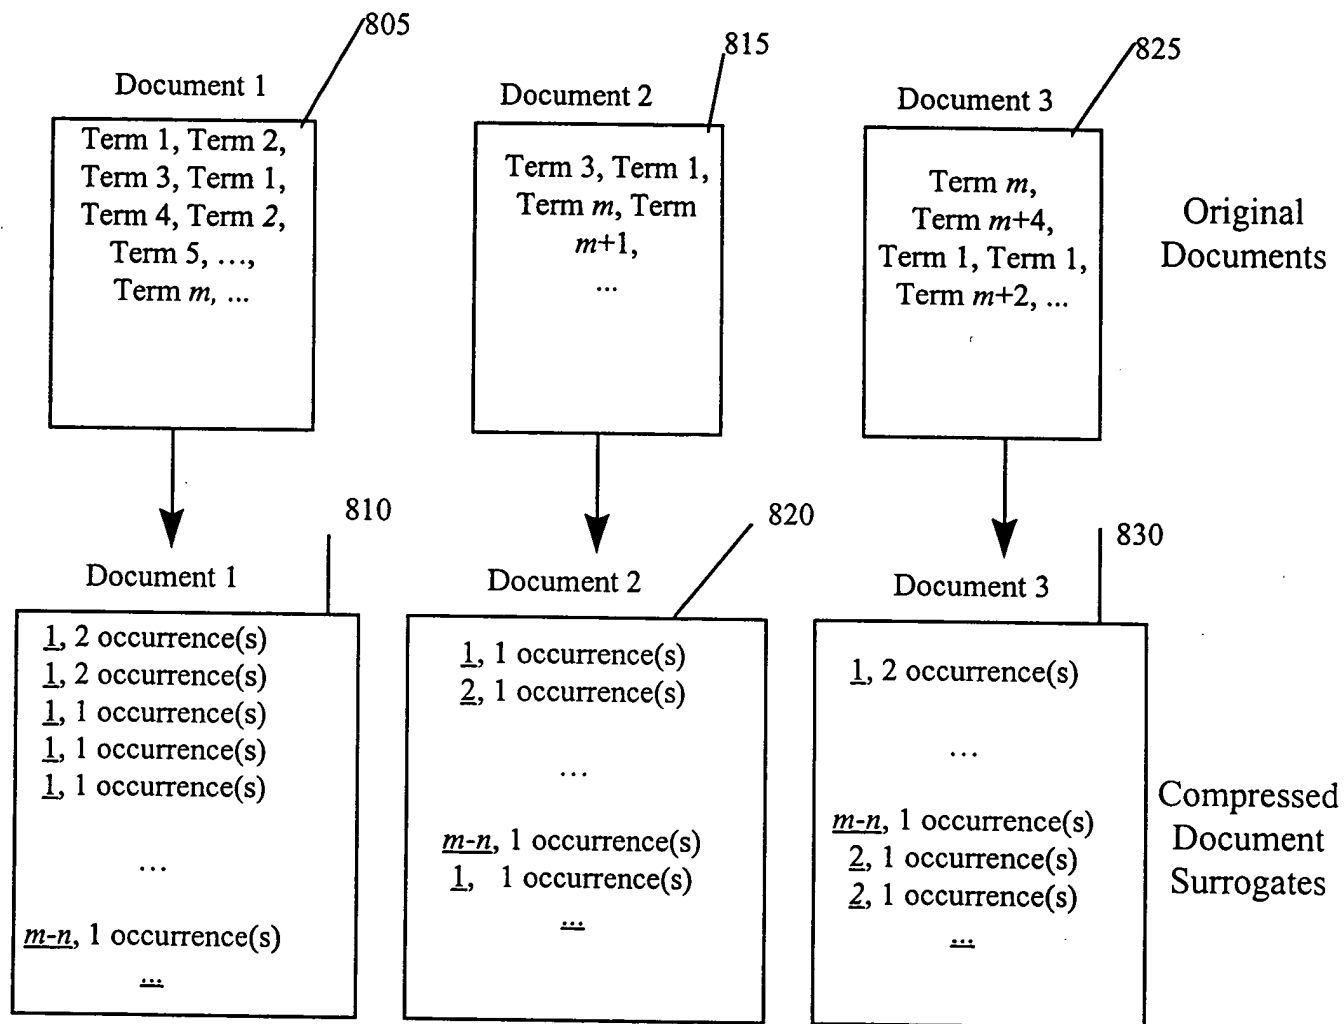 805
Document 1
Term 1, Term 2,
Term 3, Term 1,
Term 4, Term 2,
Term 5, ...,
Term m, ...
815
Document 2
Term 3, Term 1,
Term m, Term
m+1,
...
825
Document 3
Term m,
Term m+4,
Term 1, Term 1,
Term m+2, ...
Original
Documents
810
Document 1
1, 2 occurrence(s)
1, 2 occurrence(s)
1, 1 occurrence(s)
1, 1 occurrence(s)
1, 1 occurrence(s)
...
m-n, 1 occurrence(s)
...
820
Document 2
1, 1 occurrence(s)
2, 1 occurrence(s)
...
m-n, 1 occurrence(s)
1, 1 occurrence(s)
...
830
Document 3
1, 2 occurrence(s)
...
m-n, 1 occurrence(s)
2, 1 occurrence(s)
2, 1 occurrence(s)
...
Compressed
Document
Surrogates